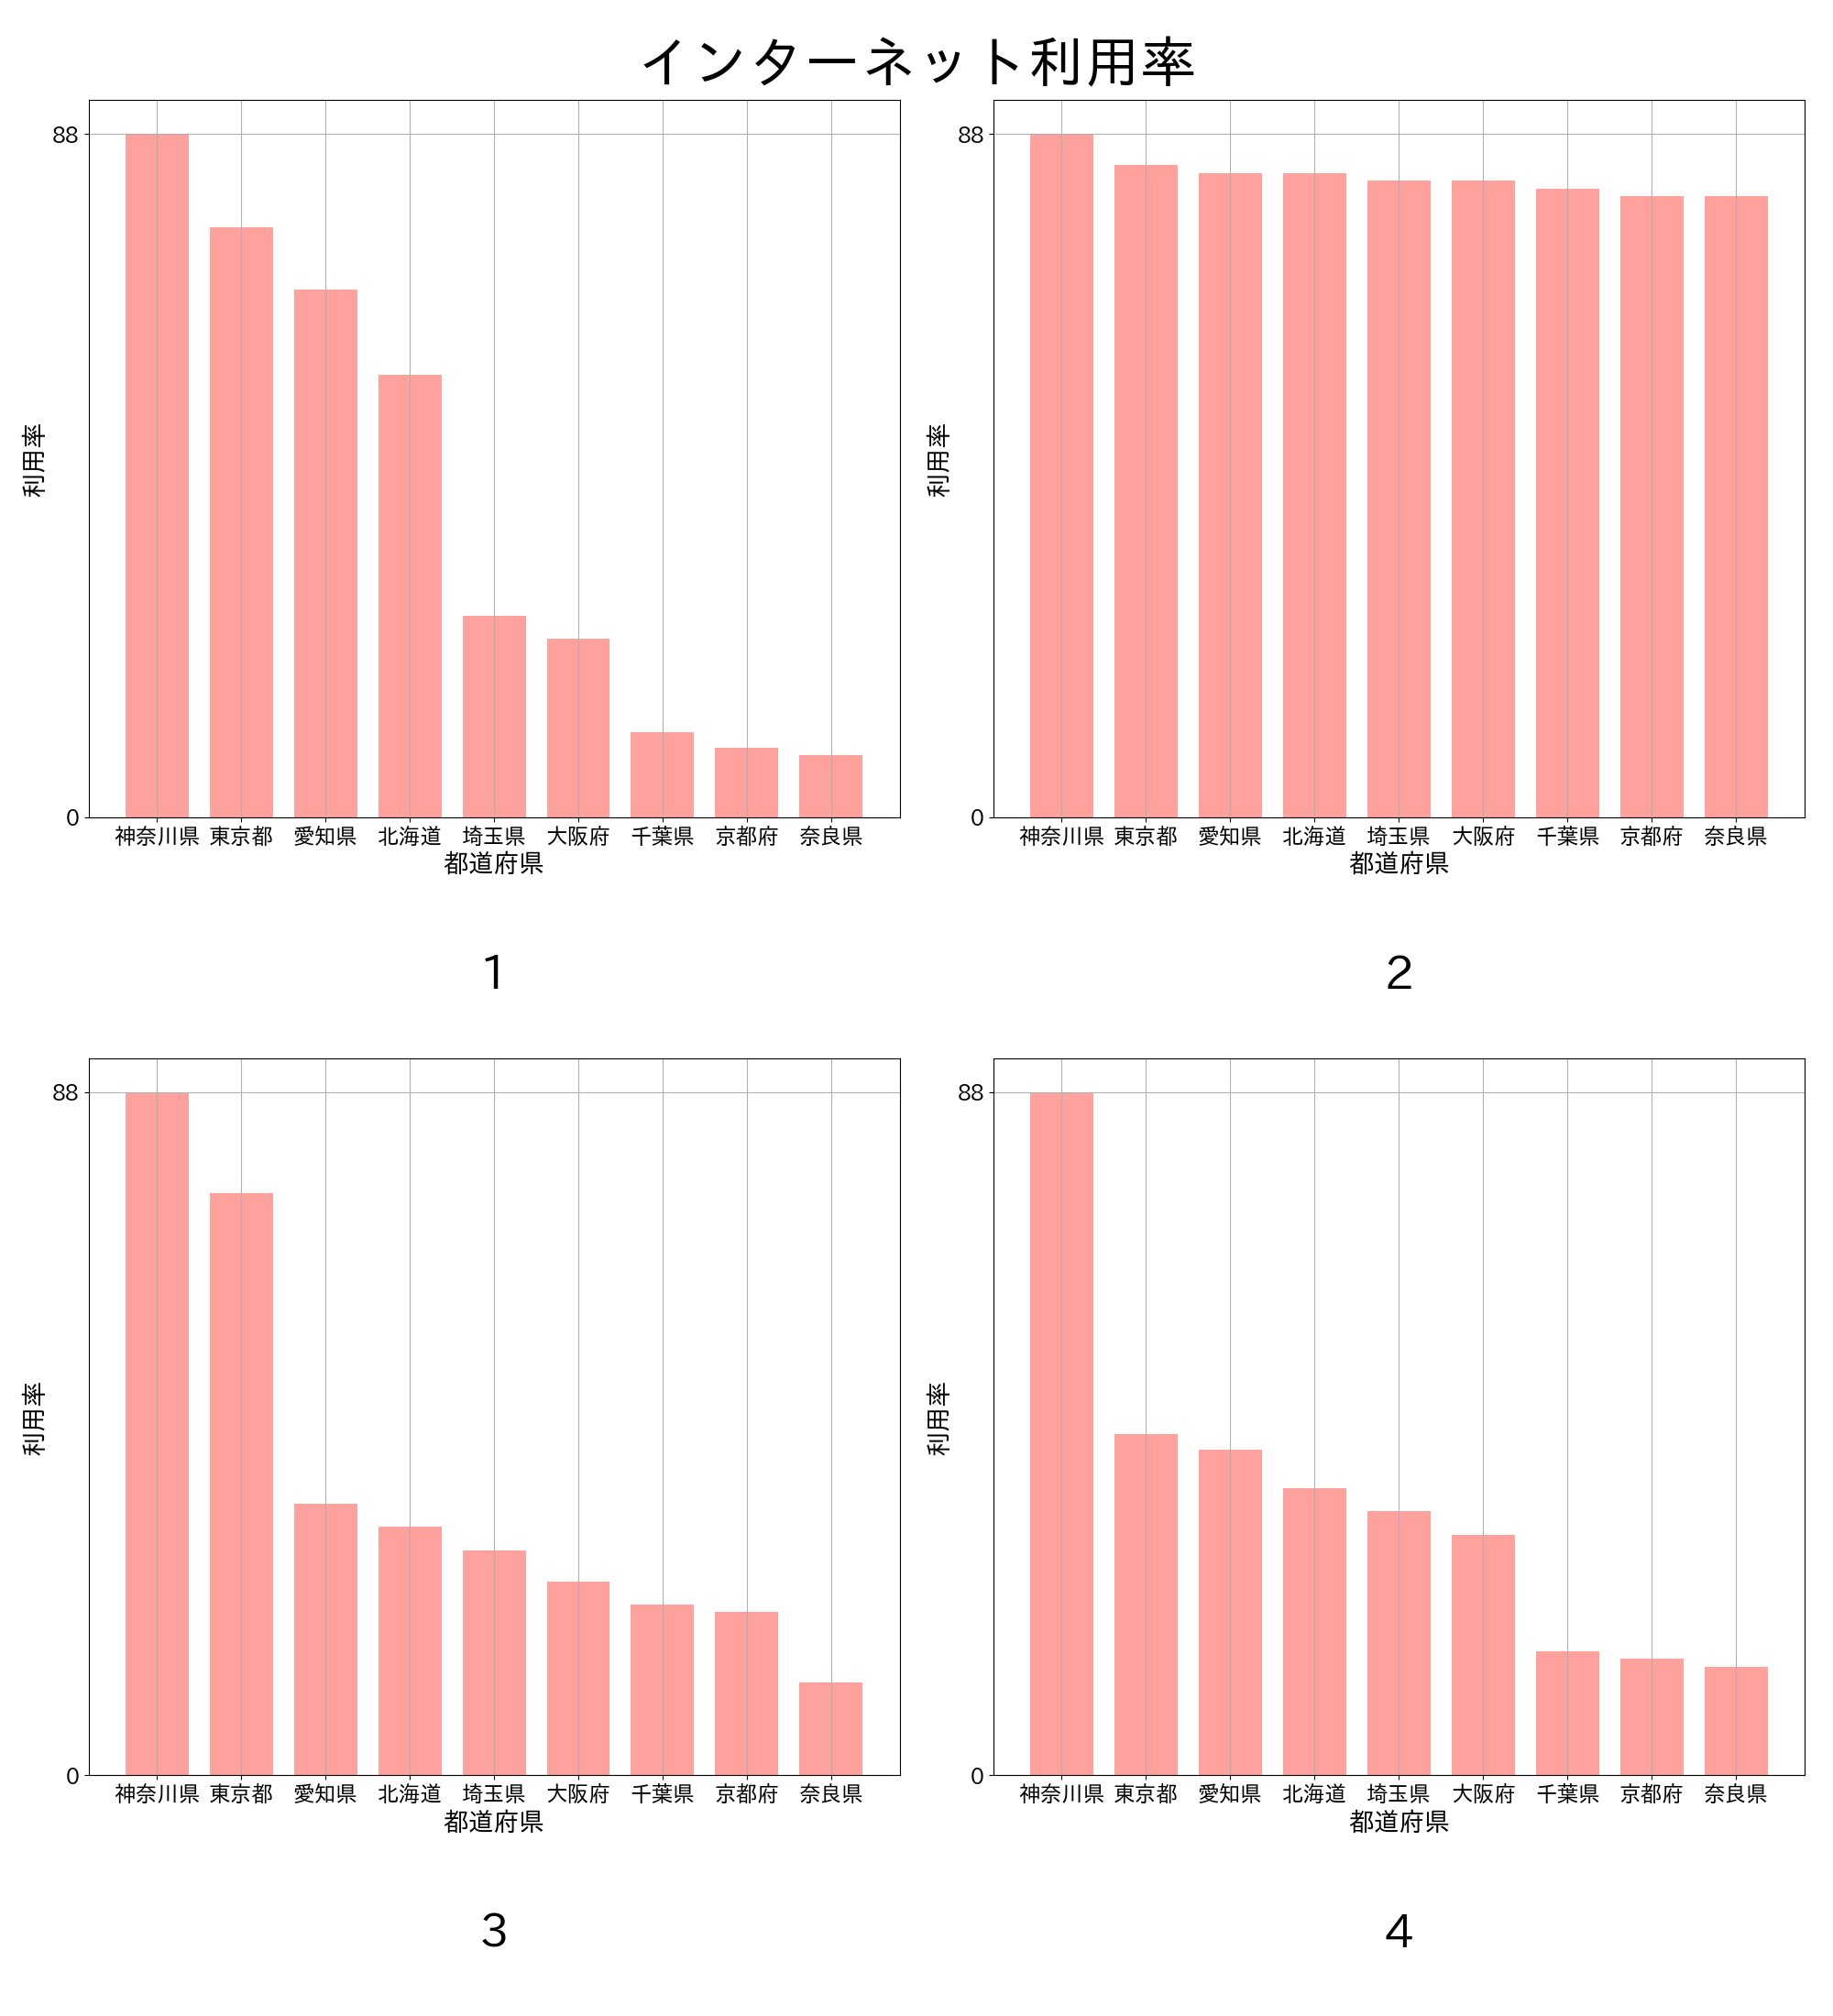 インターネット利用率
88
0
利用率
神奈川県 東京都 愛知県 北海道 埼玉県 大阪府 千葉県 京都府 奈良県
都道府県
1
88
0
利用率
神奈川県 東京都 愛知県 北海道 埼玉県 大阪府 千葉県 京都府 奈良県
都道府県
2
88
0
利用率
神奈川県 東京都 愛知県 北海道 埼玉県 大阪府 千葉県 京都府 奈良県
都道府県
3
88
0
利用率
神奈川県 東京都 愛知県 北海道 埼玉県 大阪府 千葉県 京都府 奈良県
都道府県
4